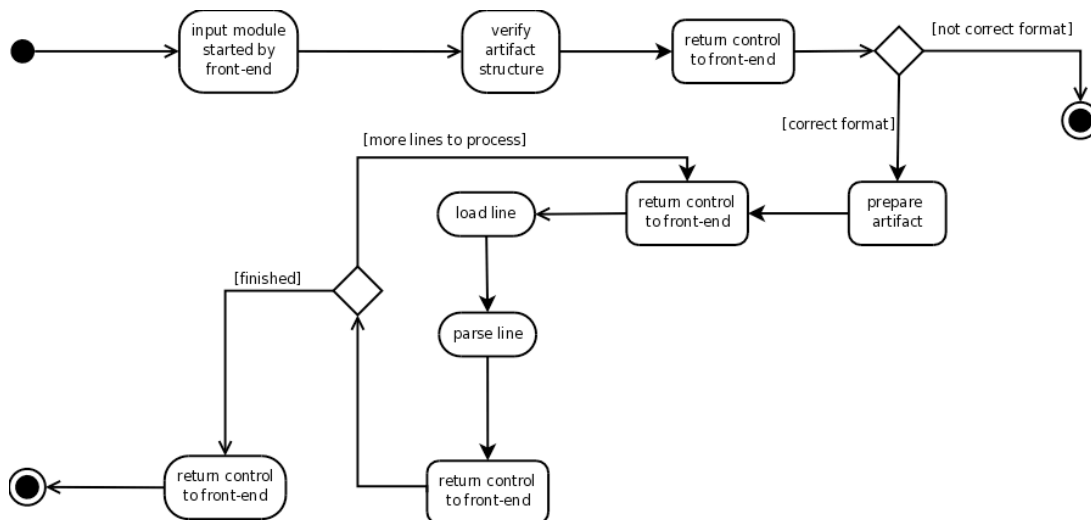 input module
started by
front-end
verify
artifact
structure
return control
to front-end
[not correct format]
[correct format]
[more lines to process]
load line
return control
to front-end
prepare
artifact
[finished]
parse line
return control
to front-end
return control
to front-end